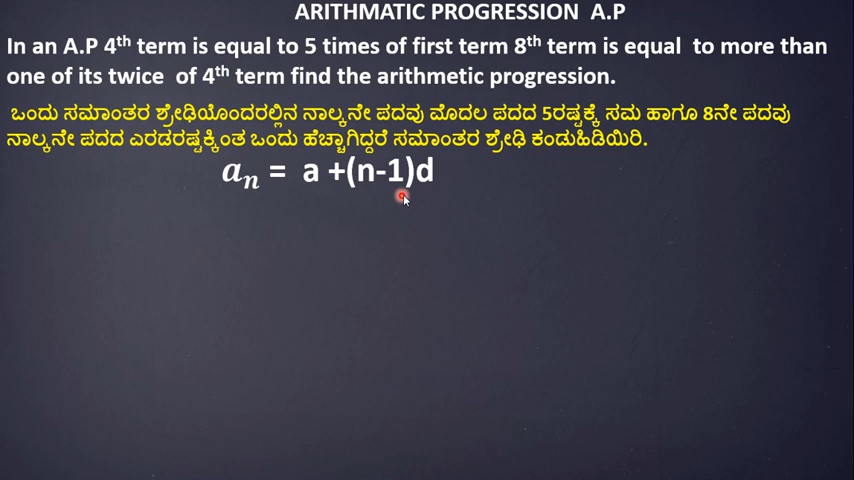 ARITHMATIC PROGRESSION A.P
In an A.P 4th term is equal to 5 times of first term 8th term is equal to more than
one of its twice of 4th term find the arithmetic progression.
ಒಂದು ಸಮಾಂತರ ಶ್ರೇಢಿಯೊಂದರಲ್ಲಿನ ನಾಲ್ಕನೇ ಪದವು ಮೊದಲ ಪದದ 5ರಷ್ಟಕ್ಕೆ ಸಮ ಹಾಗೂ 8ನೇ ಪದವು
ನಾಲ್ಕನೇ ಪದದ ಎರಡರಷ್ಟಕ್ಕಿಂತ ಒಂದು ಹೆಚ್ಚಾಗಿದ್ದರೆ ಸಮಾಂತರ ಶ್ರೇಢಿ ಕಂಡುಹಿಡಿಯಿರಿ.
aₙ = a +(n-1)d